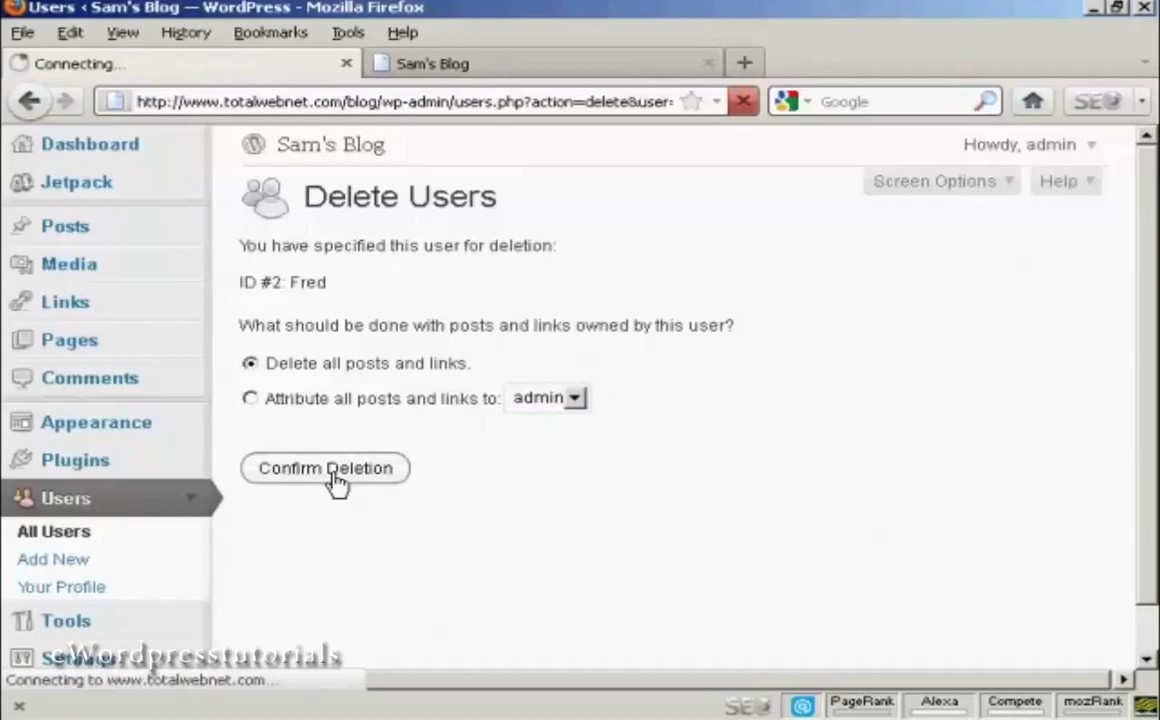 Users ‹ Sam's Blog — WordPress - Mozilla Firefox
File Edit View History Bookmarks Tools Help
Connecting... Sam's Blog
http://www.totalwebnet.com/blog/wp-admin/users.php?action=delete&user= Google SEO
Dashboard
Jetpack
Posts
Media
Links
Pages
Comments
Appearance
Plugins
Users
All Users
Add New
Your Profile
Tools
Sam's Blog Howdy, admin
Screen Options Help
Delete Users
You have specified this user for deletion:
ID #2: Fred
What should be done with posts and links owned by this user?
Delete all posts and links.
Attribute all posts and links to: admin
Confirm Deletion
eWordpresstutorials
Connecting to www.totalwebnet.com...
SEO PageRank Alexa Compete mozRank